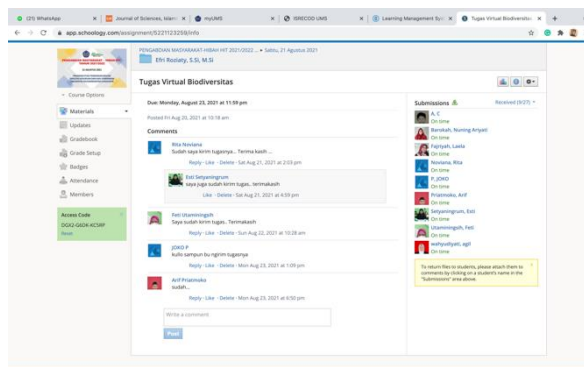 (21) WhatsApp
Journal of Sciences, Islamic
myUMS
ISRECOD UMS
Learning Management Syst
Tugas Virtual Biodiversitas
app.schoology.com/assignment/5221123259/info
PENGABDIAN MASYARAKAT HIBAH HIT 2021/2022 ... ▸ Sabtu, 21 Agustus 2021
Efri Roziaty, S.Si, M.Si
Tugas Virtual Biodiversitas
Course Options
Materials
Updates
Gradebook
Grade Setup
Badges
Attendance
Members
Access Code
Reset
Due: Monday, August 23, 2021 at 11:59 pm
Posted Fri Aug 20, 2021 at 10:18 am
Comments
Rita Noviana
Sudah saya kirim tugasnya... Terima kasih ...
Reply · Like · Delete · Sat Aug 21, 2021 at 2:03 pm
Esti Setyaningrum
saya juga sudah kirim tugas.. terimakasih
Like · Delete · Sat Aug 21, 2021 at 4:59 pm
Feti Utamningsih
Saya sudah kirim tugas.. Terimakasih
Reply · Like · Delete · Sun Aug 22, 2021 at 10:28 am
JOKO P
kulo sampun bu ngirim tugasnya
Reply · Like · Delete · Mon Aug 23, 2021 at 1:09 pm
Arif Priatmoko
sudah...
Reply · Like · Delete · Mon Aug 23, 2021 at 6:50 pm
Write a comment
Post
Submissions
Received (9/27)
A, C
On time
Barokah, Nuning Ariyati
On time
Fajriyah, Laela
On time
Noviana, Rita
On time
P, JOKO
On time
Priatmoko, Arif
On time
Setyaningrum, Esti
On time
Utamningsih, Feti
On time
wahyudiyati, agil
On time
To return files to students, please attach them to
comments by clicking on a student's name in the
"Submissions" area above.